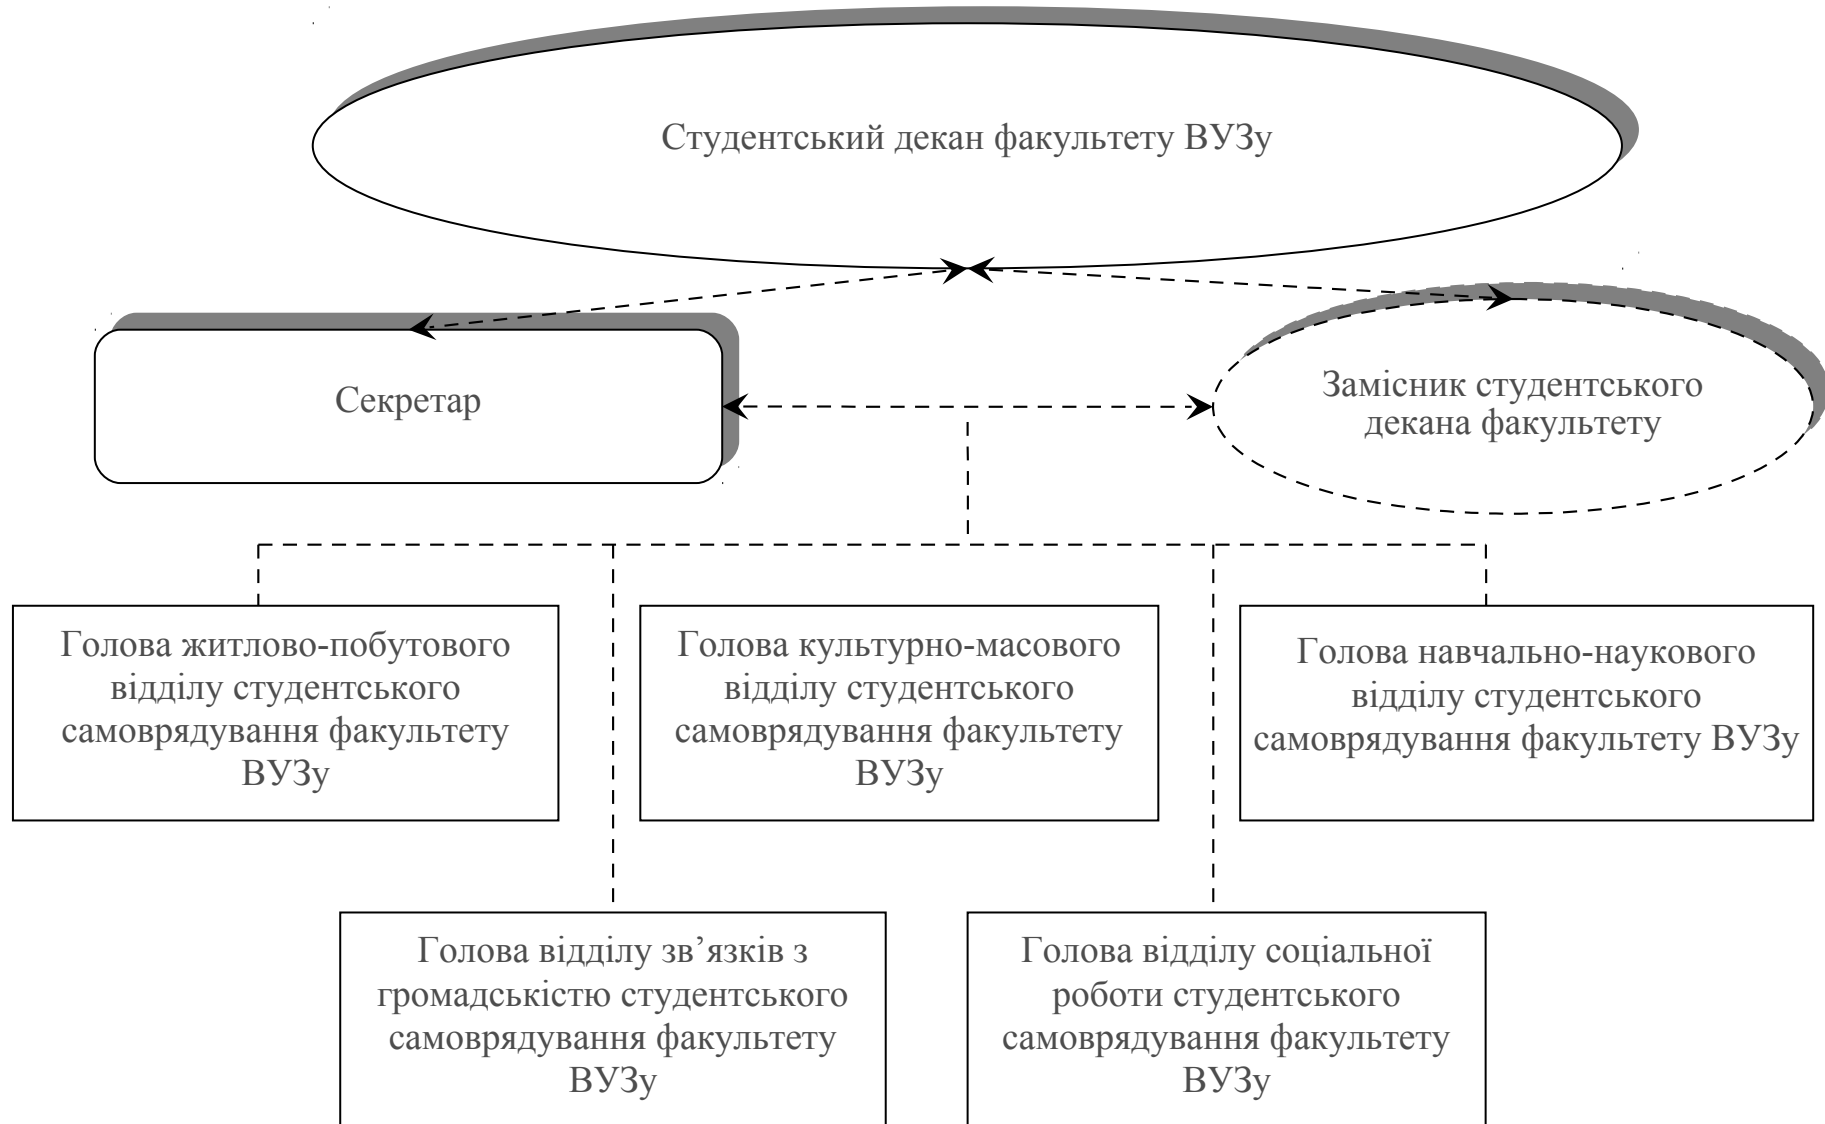 Студентський декан факультету ВУЗу
Секретар
Замісник студентського
декана факультету
Голова житлово-побутового
відділу студентського
самоврядування факультету
ВУЗу
Голова культурно-масового
відділу студентського
самоврядування факультету
ВУЗу
Голова навчально-наукового
відділу студентського
самоврядування факультету ВУЗу
Голова відділу зв’язків з
громадськістю студентського
самоврядування факультету
ВУЗу
Голова відділу соціальної
роботи студентського
самоврядування факультету
ВУЗу